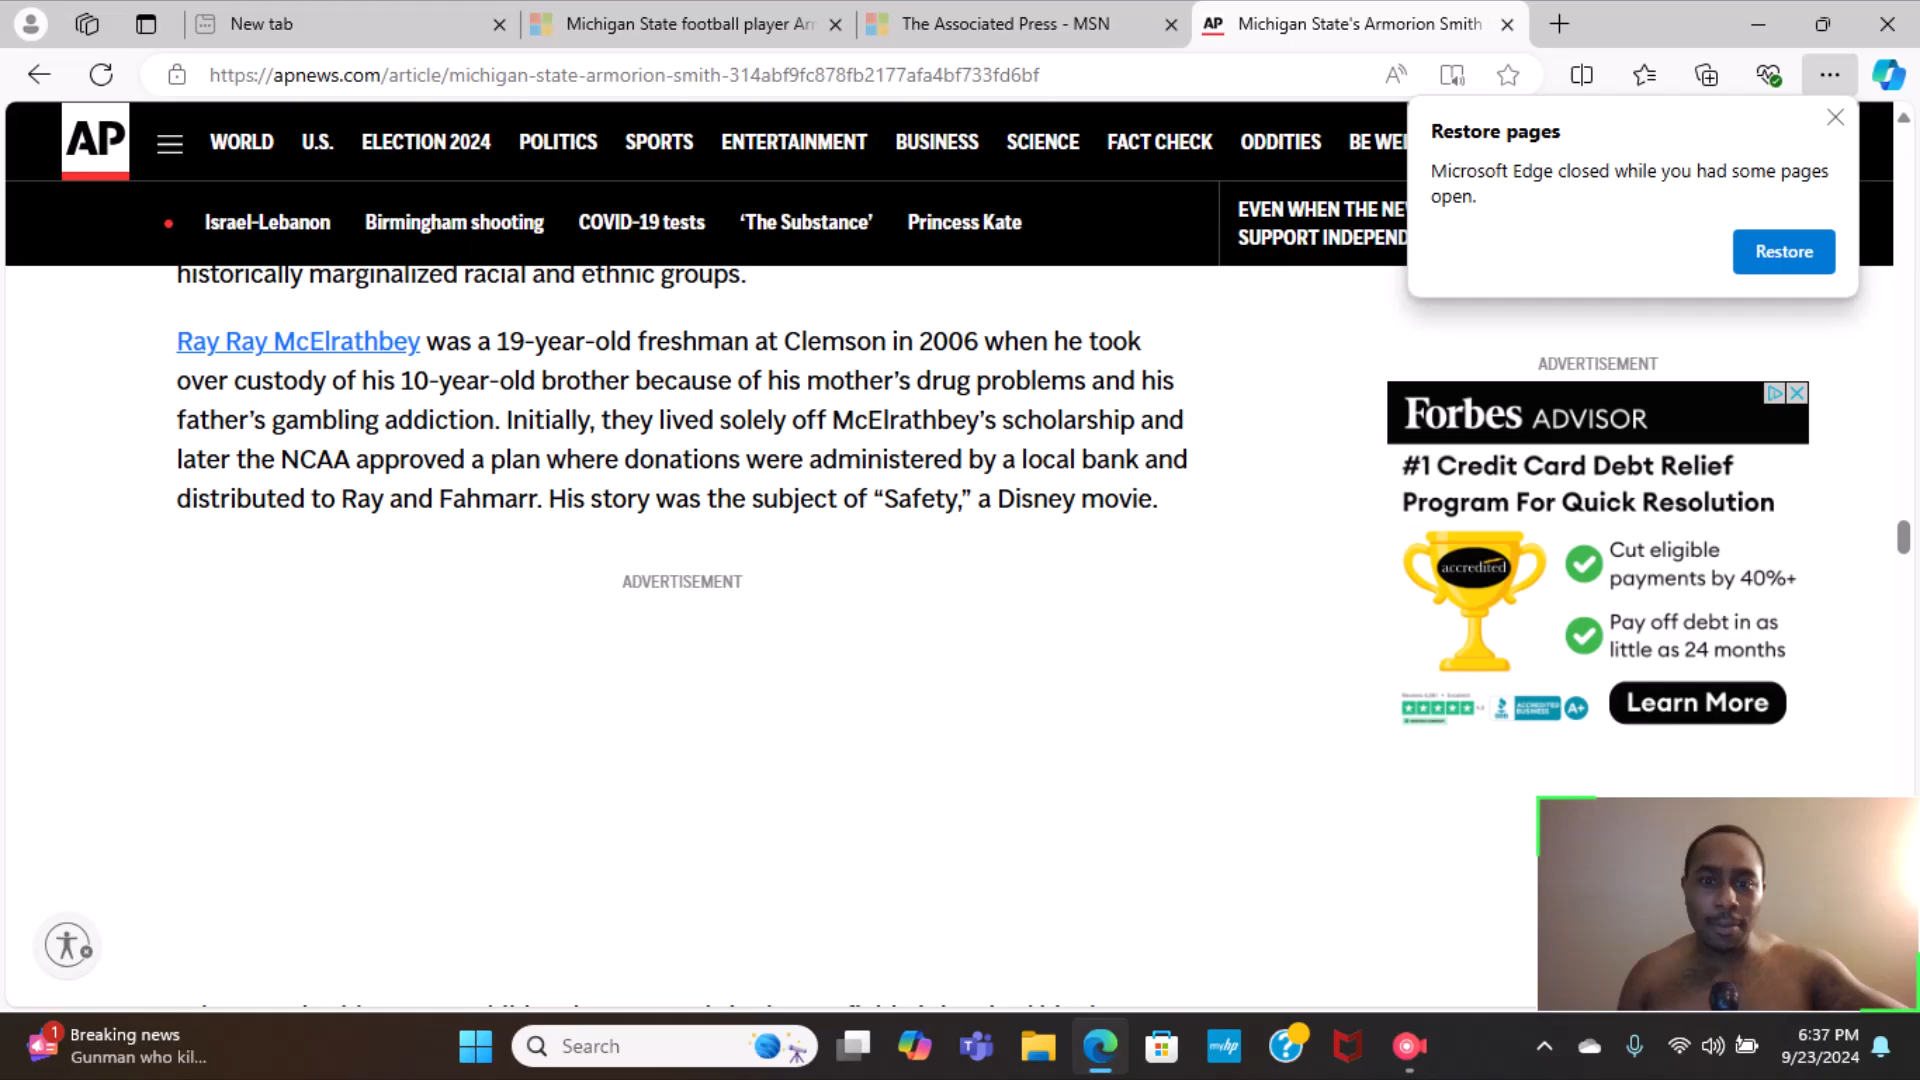 New tab
Michigan State football player Ar
The Associated Press - MSN
AP Michigan State's Armorion Smith
https://apnews.com/article/michigan-state-armorion-smith-314abf9fc878fb2177afa4bf733fd6bf
AP
WORLD U.S. ELECTION 2024 POLITICS SPORTS ENTERTAINMENT BUSINESS SCIENCE FACT CHECK ODDITIES BE WEL
Israel-Lebanon Birmingham shooting COVID-19 tests ‘The Substance’ Princess Kate
EVEN WHEN THE NE
SUPPORT INDEPEND
Restore pages
Microsoft Edge closed while you had some pages
open.
Restore
historically marginalized racial and ethnic groups.
Ray Ray McElrathbey was a 19-year-old freshman at Clemson in 2006 when he took
over custody of his 10-year-old brother because of his mother’s drug problems and his
father’s gambling addiction. Initially, they lived solely off McElrathbey’s scholarship and
later the NCAA approved a plan where donations were administered by a local bank and
distributed to Ray and Fahmarr. His story was the subject of “Safety,” a Disney movie.
ADVERTISEMENT
ADVERTISEMENT
Forbes ADVISOR
#1 Credit Card Debt Relief
Program For Quick Resolution
accredited
Cut eligible
payments by 40%+
Pay off debt in as
little as 24 months
ACCREDITED
BUSINESS
A+
Learn More
1
Breaking news
Gunman who kil...
Search
myhp
6:37 PM
9/23/2024